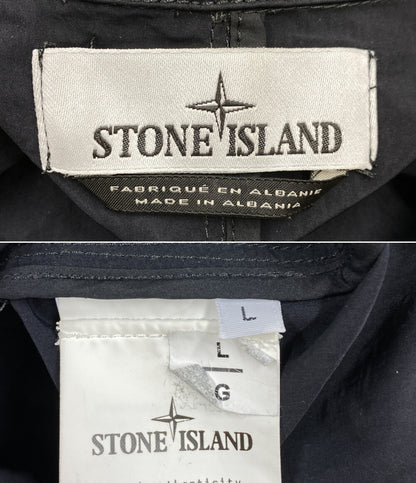 STONE ISLAND
FABRIQUÉ EN ALBANIE
MADE IN ALBANIA
L
L
G
STONE ISLAND